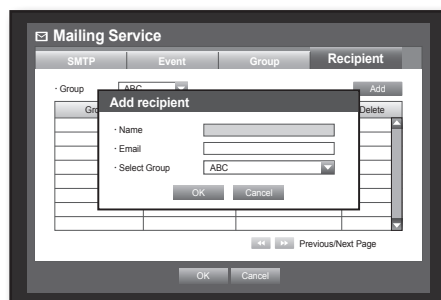 Mailing Service
SMTP Event Group Recipient
· Group ABC Add
Delete
Add recipient
· Name
· Email
· Select Group ABC
OK Cancel
Previous/Next Page
OK Cancel